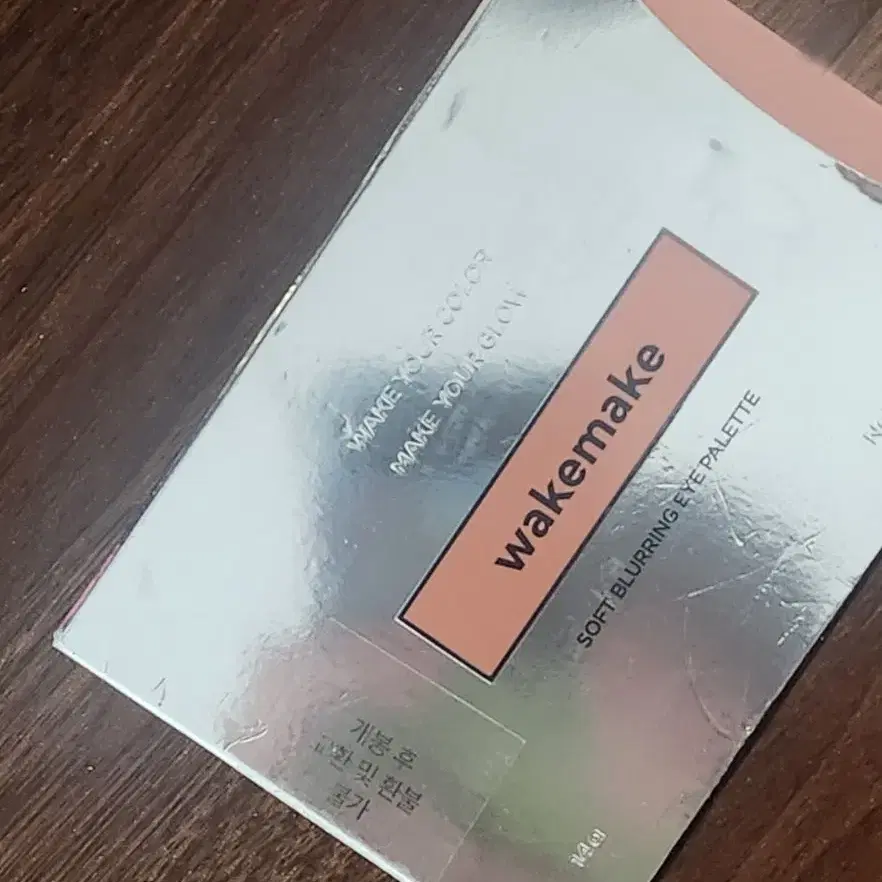 WAKE YOUR COLOR
MAKE YOUR GLOW
wakemake
SOFT BLURRING EYE PALETTE
개봉 후
교환 및 환불
불가